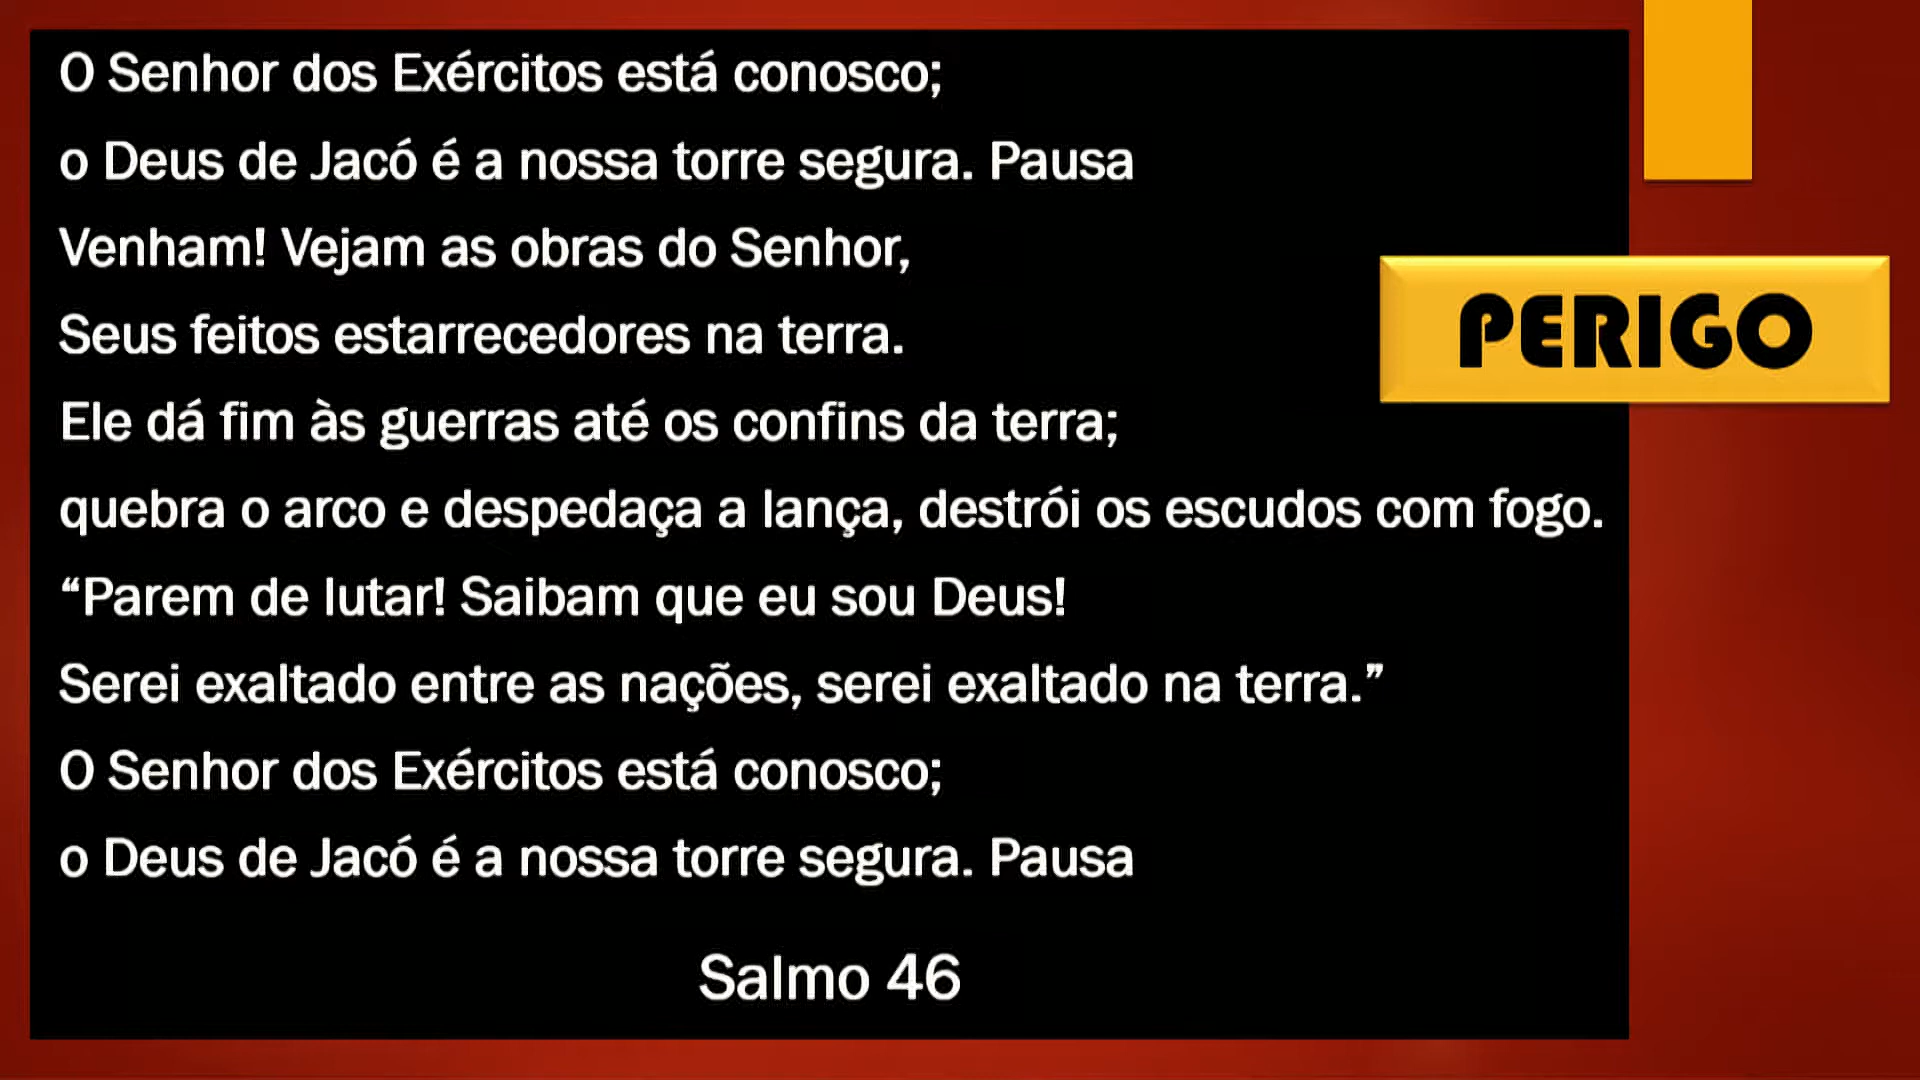 O Senhor dos Exércitos está conosco;
o Deus de Jacó é a nossa torre segura. Pausa
Venham! Vejam as obras do Senhor,
Seus feitos estarrecedores na terra.
PERIGO
Ele dá fim às guerras até os confins da terra;
quebra o arco e despedaça a lança, destrói os escudos com fogo.
“Parem de lutar! Saibam que eu sou Deus!
Serei exaltado entre as nações, serei exaltado na terra.”
O Senhor dos Exércitos está conosco;
o Deus de Jacó é a nossa torre segura. Pausa
Salmo 46